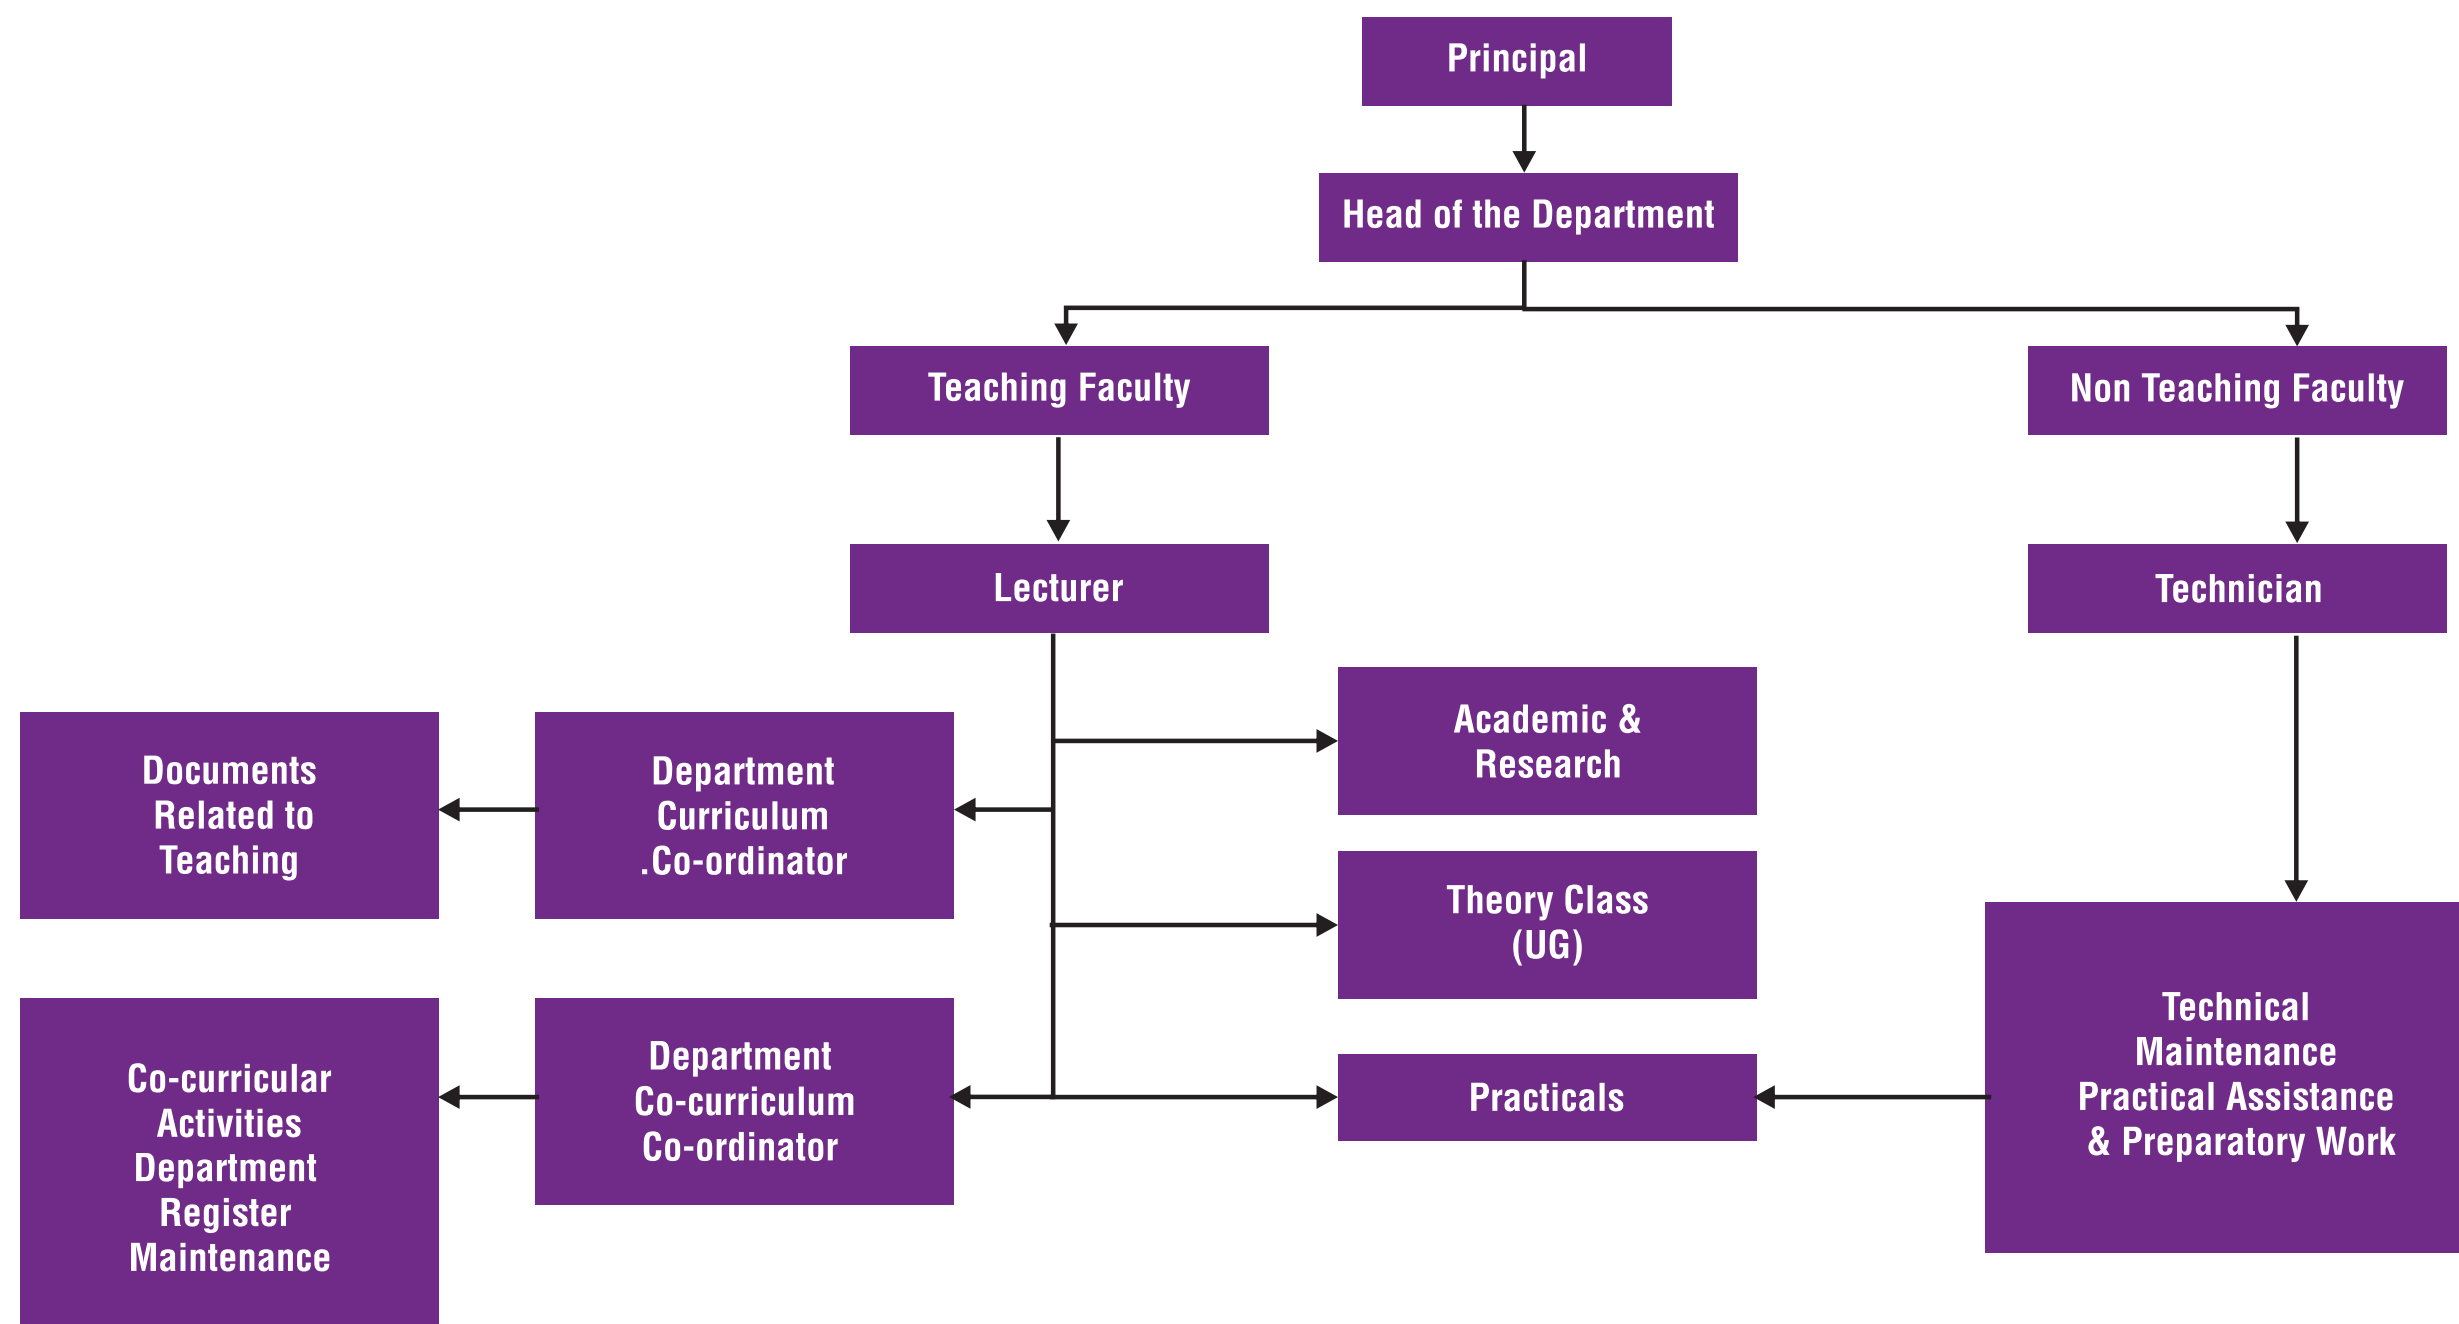 Principal
Head of the Department
Teaching Faculty
Non Teaching Faculty
Lecturer
Technician
Academic &
Research
Documents
Related to
Teaching
Department
Curriculum
.Co-ordinator
Theory Class
(UG)
Co-curricular
Activities
Department
Register
Maintenance
Department
Co-curriculum
Co-ordinator
Practicals
Technical
Maintenance
Practical Assistance
& Preparatory Work